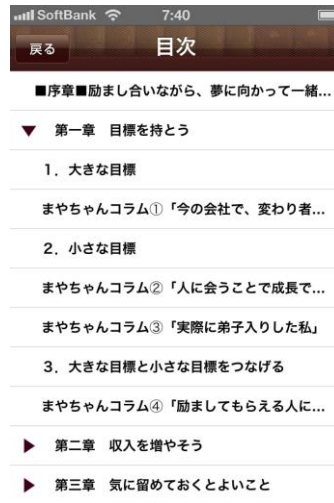 SoftBank 7:40
戻る 目次
■序章■励まし合いながら、夢に向かって一緒...
▼ 第一章 目標を持とう
1．大きな目標
まやちゃんコラム①「今の会社で、変わり者...
2．小さな目標
まやちゃんコラム②「人に会うことで成長で...
まやちゃんコラム③「実際に弟子入りした私」
3．大きな目標と小さな目標をつなげる
まやちゃんコラム④「励ましてもらえる人に...
▶ 第二章 収入を増やそう
▶ 第三章 気に留めておくとよいこと